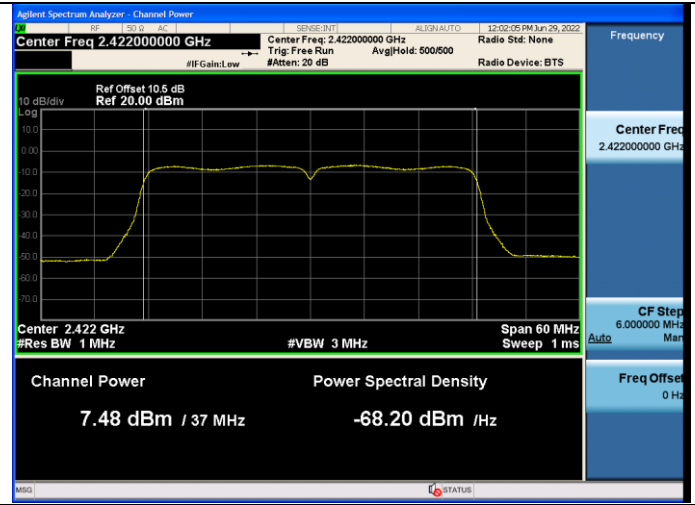 Agilent Spectrum Analyzer - Channel Power
RF 50 Ω AC SENSE:INT ALIGN AUTO 12:02:05 PM Jun 29, 2022
Center Freq 2.422000000 GHz Center Freq: 2.422000000 GHz Radio Std: None
Trig: Free Run Avg|Hold: 500/500
#IFGain:Low #Atten: 20 dB Radio Device: BTS
Frequency
Ref Offset 10.5 dB
10 dB/div Ref 20.00 dBm
Log
10.0
0.00
-10.0
-20.0
-30.0
-40.0
-50.0
-60.0
-70.0
Center 2.422 GHz Span 60 MHz
#Res BW 1 MHz #VBW 3 MHz Sweep 1 ms
Channel Power Power Spectral Density
7.48 dBm / 37 MHz -68.20 dBm /Hz
Center Freq
2.422000000 GHz
CF Step
6.000000 MHz
Auto Man
Freq Offset
0 Hz
MSG STATUS